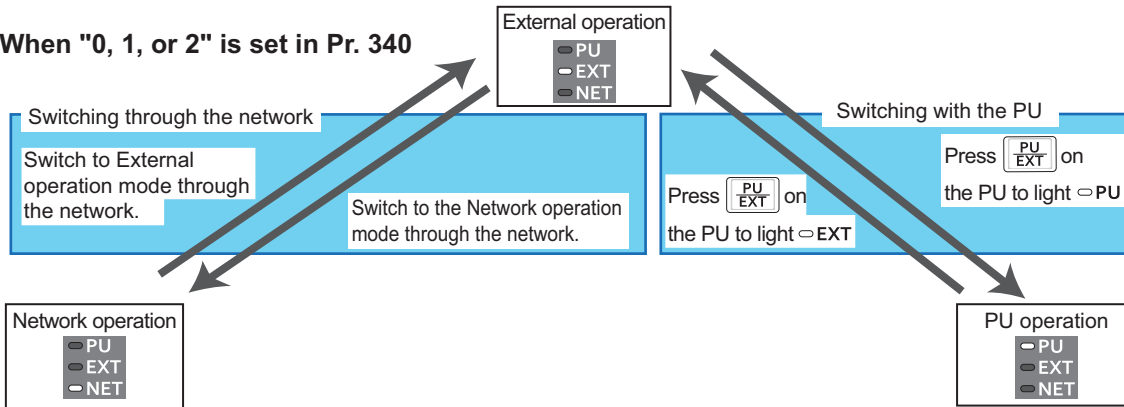 When "0, 1, or 2" is set in Pr. 340
External operation
PU
EXT
NET
Switching through the network
Switch to External
operation mode through
the network.
Switch to the Network operation
mode through the network.
Switching with the PU
Press PU/EXT on
the PU to light EXT
Press PU/EXT on
the PU to light PU
Network operation
PU
EXT
NET
PU operation
PU
EXT
NET